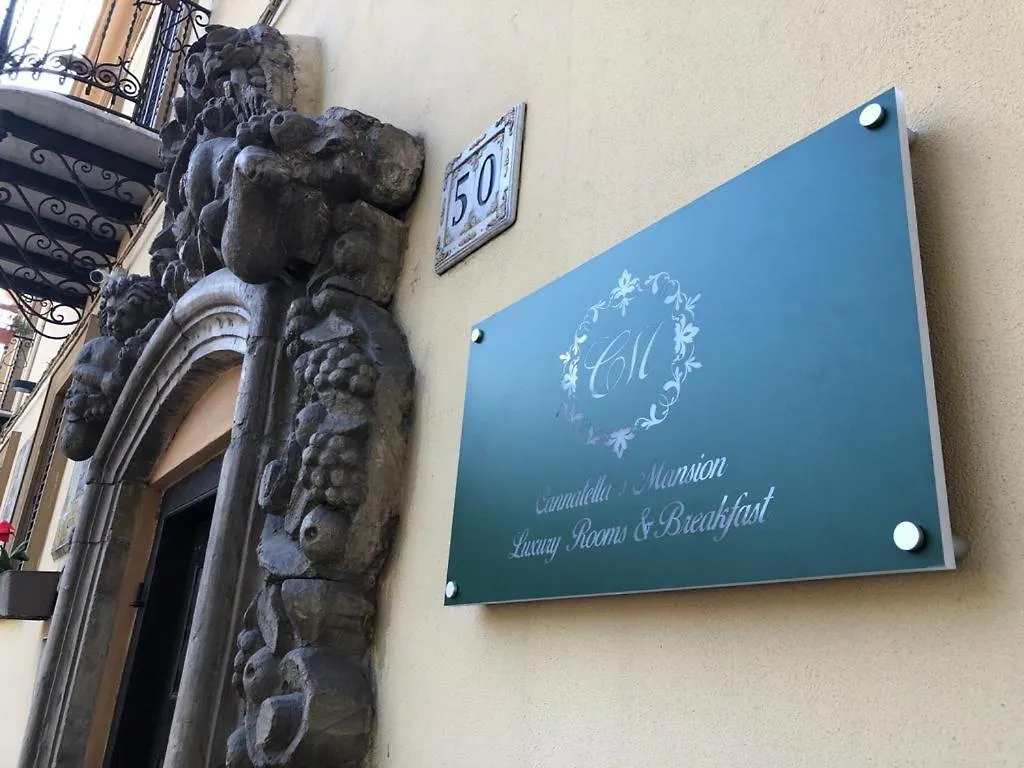 50
CM
Cannatella's Mansion
Luxury Rooms & Breakfast